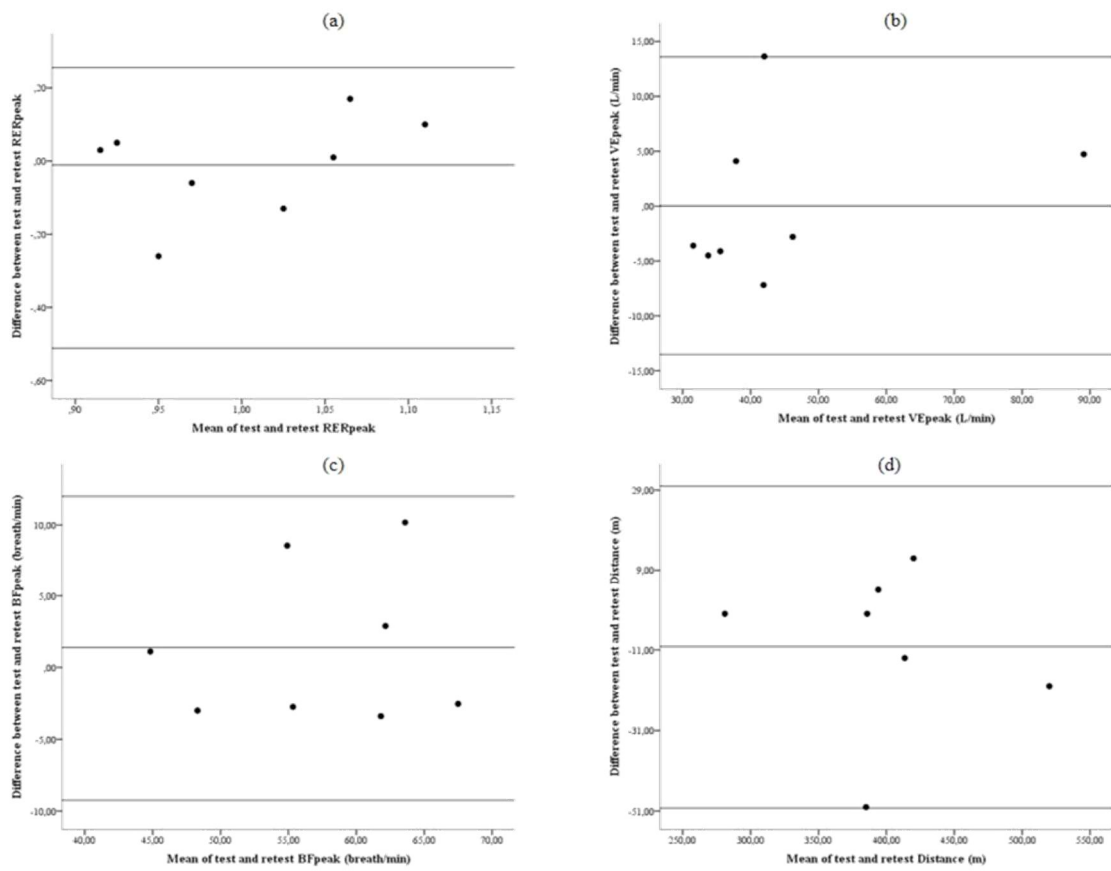 (a)
Difference between test and retest RERpeak
,20
,00
-,20
-,40
-,60
,90 ,95 1,00 1,05 1,10 1,15
Mean of test and retest RERpeak
(b)
Difference between test and retest VEpeak (L/min)
15,00
10,00
5,00
,00
-5,00
-10,00
-15,00
30,00 40,00 50,00 60,00 70,00 80,00 90,00
Mean of test and retest VEpeak (L/min)
(c)
Difference between test and retest BFpeak (breath/min)
10,00
5,00
,00
-5,00
-10,00
40,00 45,00 50,00 55,00 60,00 65,00 70,00
Mean of test and retest BFpeak (breath/min)
(d)
Difference between test and retest Distance (m)
29,00
9,00
-11,00
-31,00
-51,00
250,00 300,00 350,00 400,00 450,00 500,00 550,00
Mean of test and retest Distance (m)